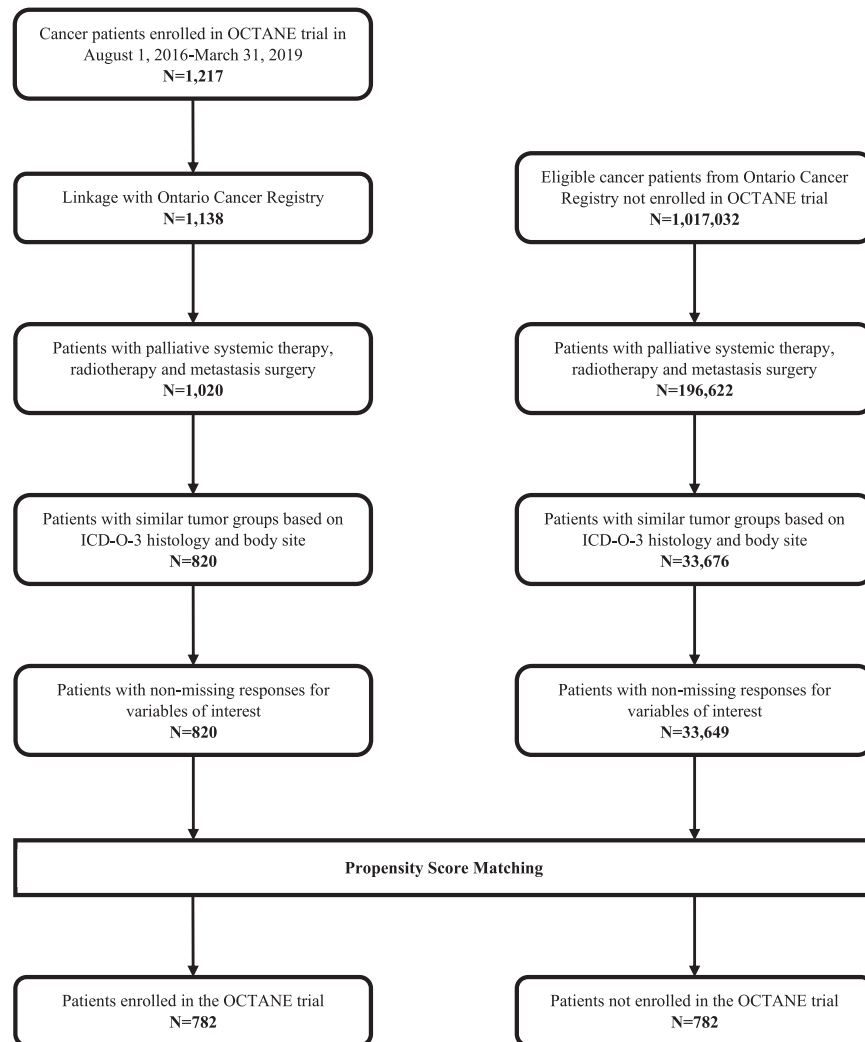 Cancer patients enrolled in OCTANE trial in
August 1, 2016-March 31, 2019
N=1,217
Linkage with Ontario Cancer Registry
N=1,138
Eligible cancer patients from Ontario Cancer
Registry not enrolled in OCTANE trial
N=1,017,032
Patients with palliative systemic therapy,
radiotherapy and metastasis surgery
N=1,020
Patients with palliative systemic therapy,
radiotherapy and metastasis surgery
N=196,622
Patients with similar tumor groups based on
ICD-O-3 histology and body site
N=820
Patients with similar tumor groups based on
ICD-O-3 histology and body site
N=33,676
Patients with non-missing responses for
variables of interest
N=820
Patients with non-missing responses for
variables of interest
N=33,649
Propensity Score Matching
Patients enrolled in the OCTANE trial
N=782
Patients not enrolled in the OCTANE trial
N=782